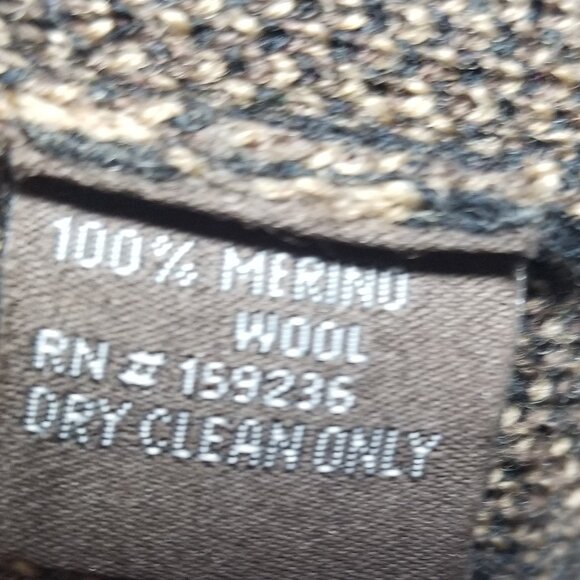 100% MERINO
WOOL
RN # 159236
DRY CLEAN ONLY